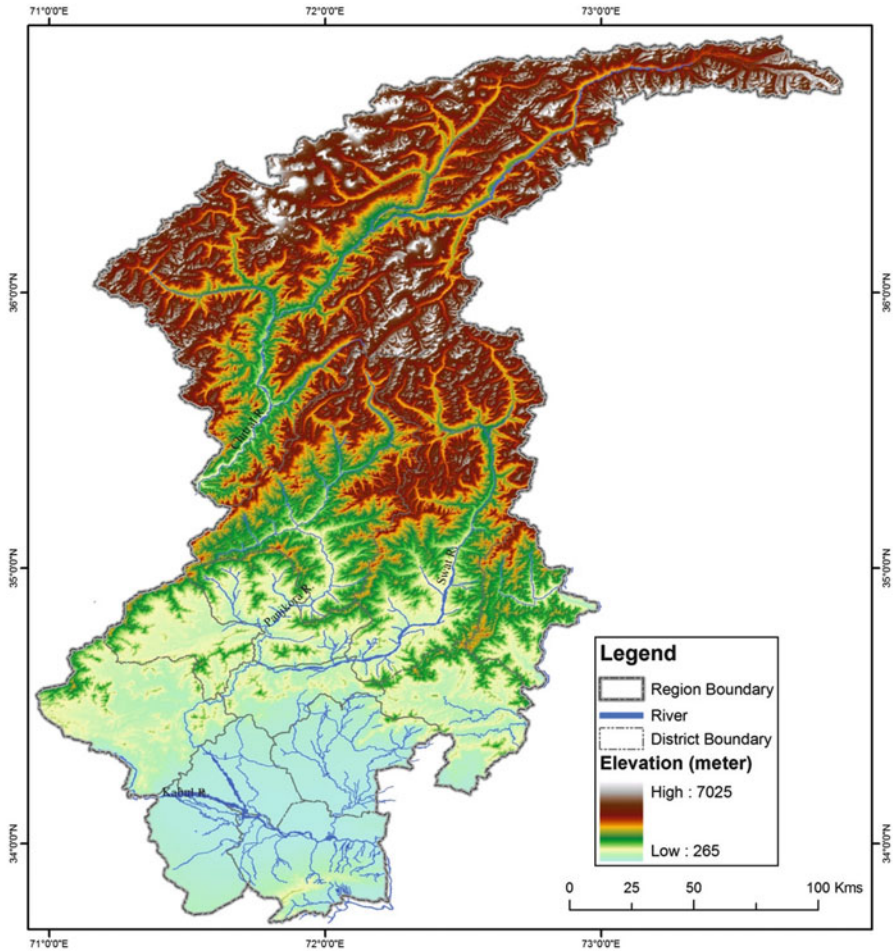 71°0'0"E 72°0'0"E 73°0'0"E
36°0'0"N 36°0'0"N
Chitral R.
35°0'0"N 35°0'0"N
Swat R.
Panjkora R.
Legend
Region Boundary
River
District Boundary
Elevation (meter)
High : 7025
Low : 265
Kabul R.
34°0'0"N 34°0'0"N
0 25 50 100 Kms
71°0'0"E 72°0'0"E 73°0'0"E